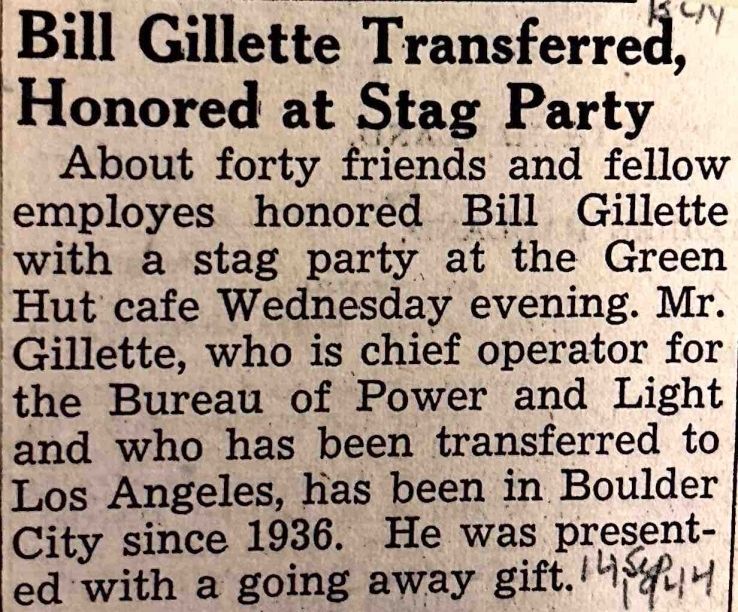 Bill Gillette Transferred,
Honored at Stag Party
About forty friends and fellow
employes honored Bill Gillette
with a stag party at the Green
Hut cafe Wednesday evening. Mr.
Gillette, who is chief operator for
the Bureau of Power and Light
and who has been transferred to
Los Angeles, has been in Boulder
City since 1936. He was present-
ed with a going away gift.